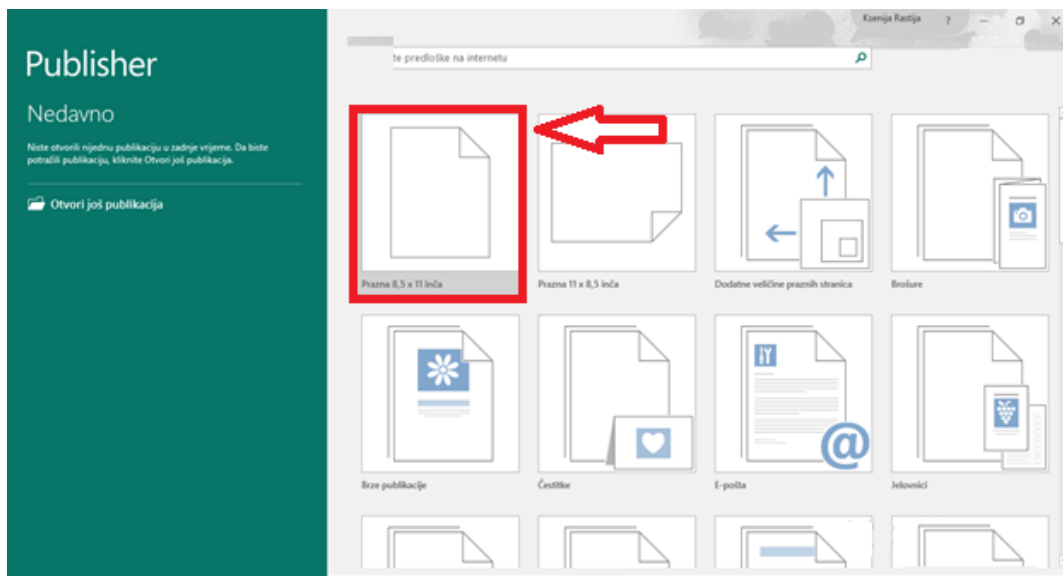 Ksenija Rastija ?
Publisher
te predloške na internetu
Nedavno
Niste otvorili nijednu publikaciju u zadnje vrijeme. Da biste
potražili publikaciju, kliknite Otvori još publikacija.
Otvori još publikacija
Prazna 8,5 x 11 inča
Prazna 11 x 8,5 inča
Dodatne veličine praznih stranica
Brošure
@
Brze publikacije
Čestitke
E-pošta
Jelovnici